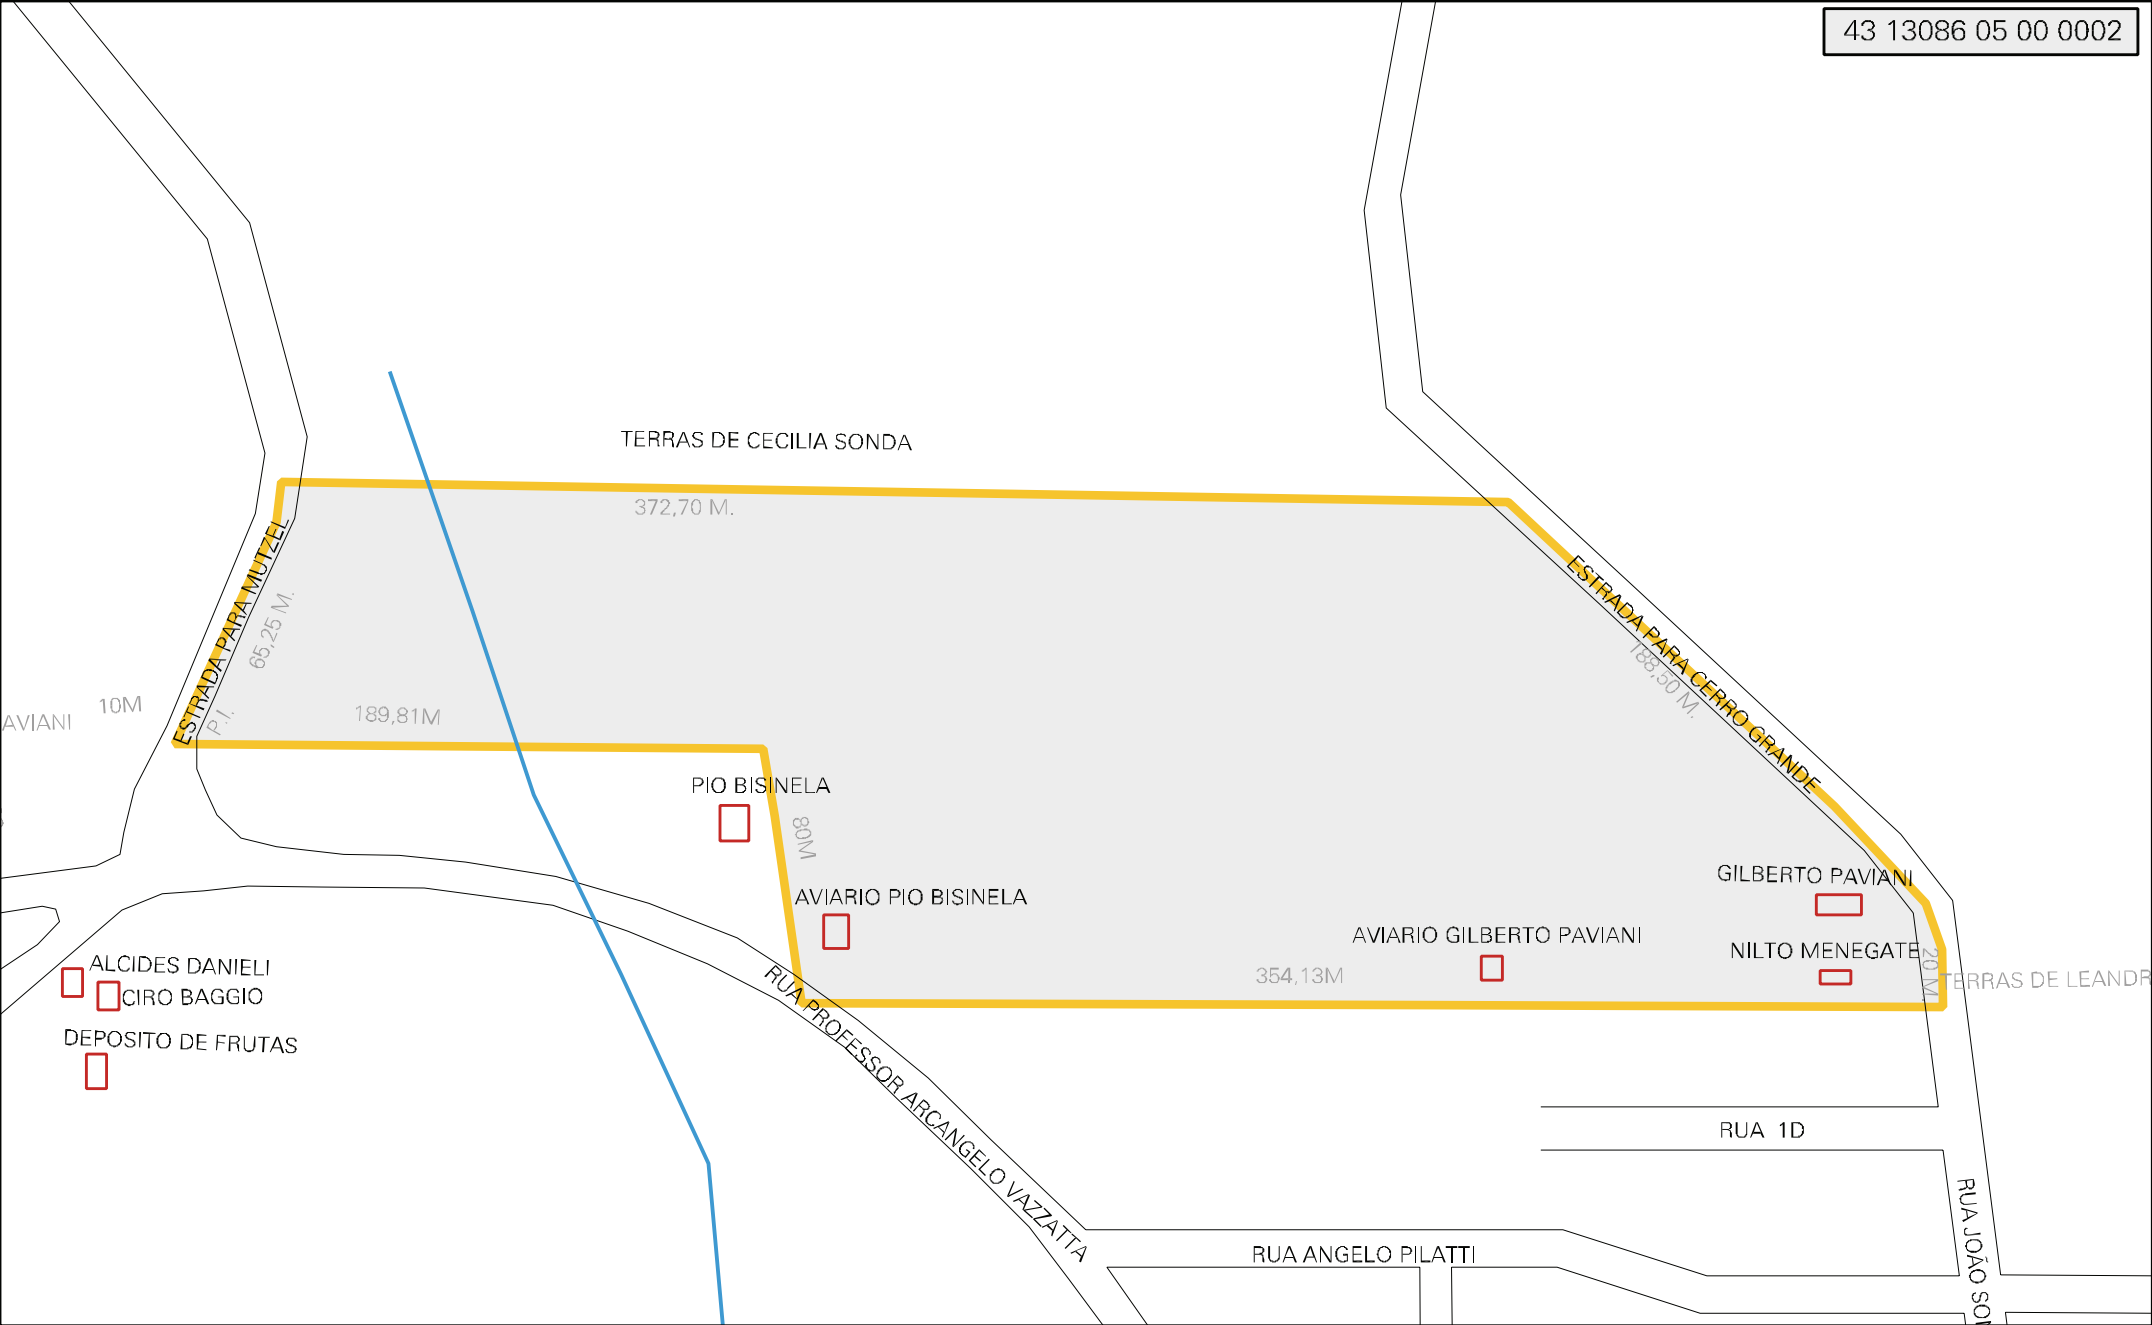 43 13086 05 00 0002
TERRAS DE CECILIA SONDA
372,70 M.
ESTRADA PARA MUTZEL
65,25 M.
ESTRADA PARA CERRO GRANDE
188,50 M.
10M
AVIANI
P.I.
189,81M
PIO BISINELA
80M
GILBERTO PAVIANI
AVIARIO PIO BISINELA
AVIARIO GILBERTO PAVIANI
NILTO MENEGATE
20 M.
354,13M
TERRAS DE LEANDR
ALCIDES DANIELI
CIRO BAGGIO
DEPOSITO DE FRUTAS
RUA PROFESSOR ARCANGELO VAZZATTA
RUA 1D
RUA JOÃO SO
RUA ANGELO PILATTI